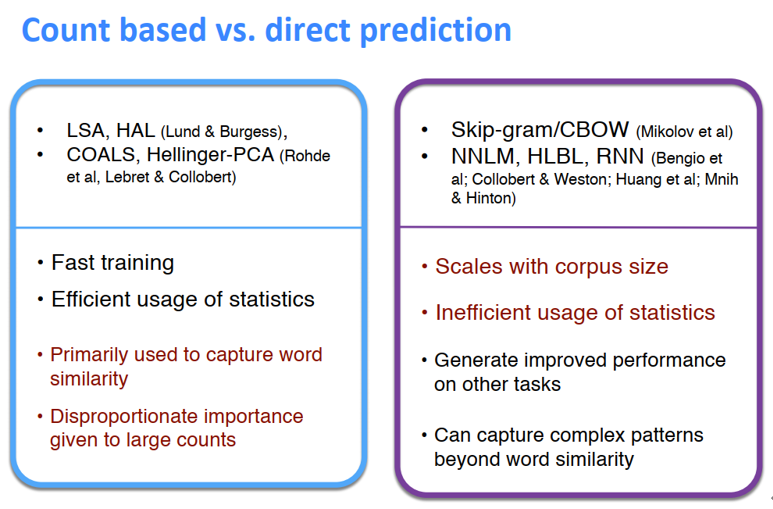 Count based vs. direct prediction
• LSA, HAL (Lund & Burgess),
• COALS, Hellinger-PCA (Rohde
et al, Lebret & Collobert)
• Fast training
• Efficient usage of statistics
• Primarily used to capture word
similarity
• Disproportionate importance
given to large counts
• Skip-gram/CBOW (Mikolov et al)
• NNLM, HLBL, RNN (Bengio et
al; Collobert & Weston; Huang et al; Mnih
& Hinton)
• Scales with corpus size
• Inefficient usage of statistics
• Generate improved performance
on other tasks
• Can capture complex patterns
beyond word similarity